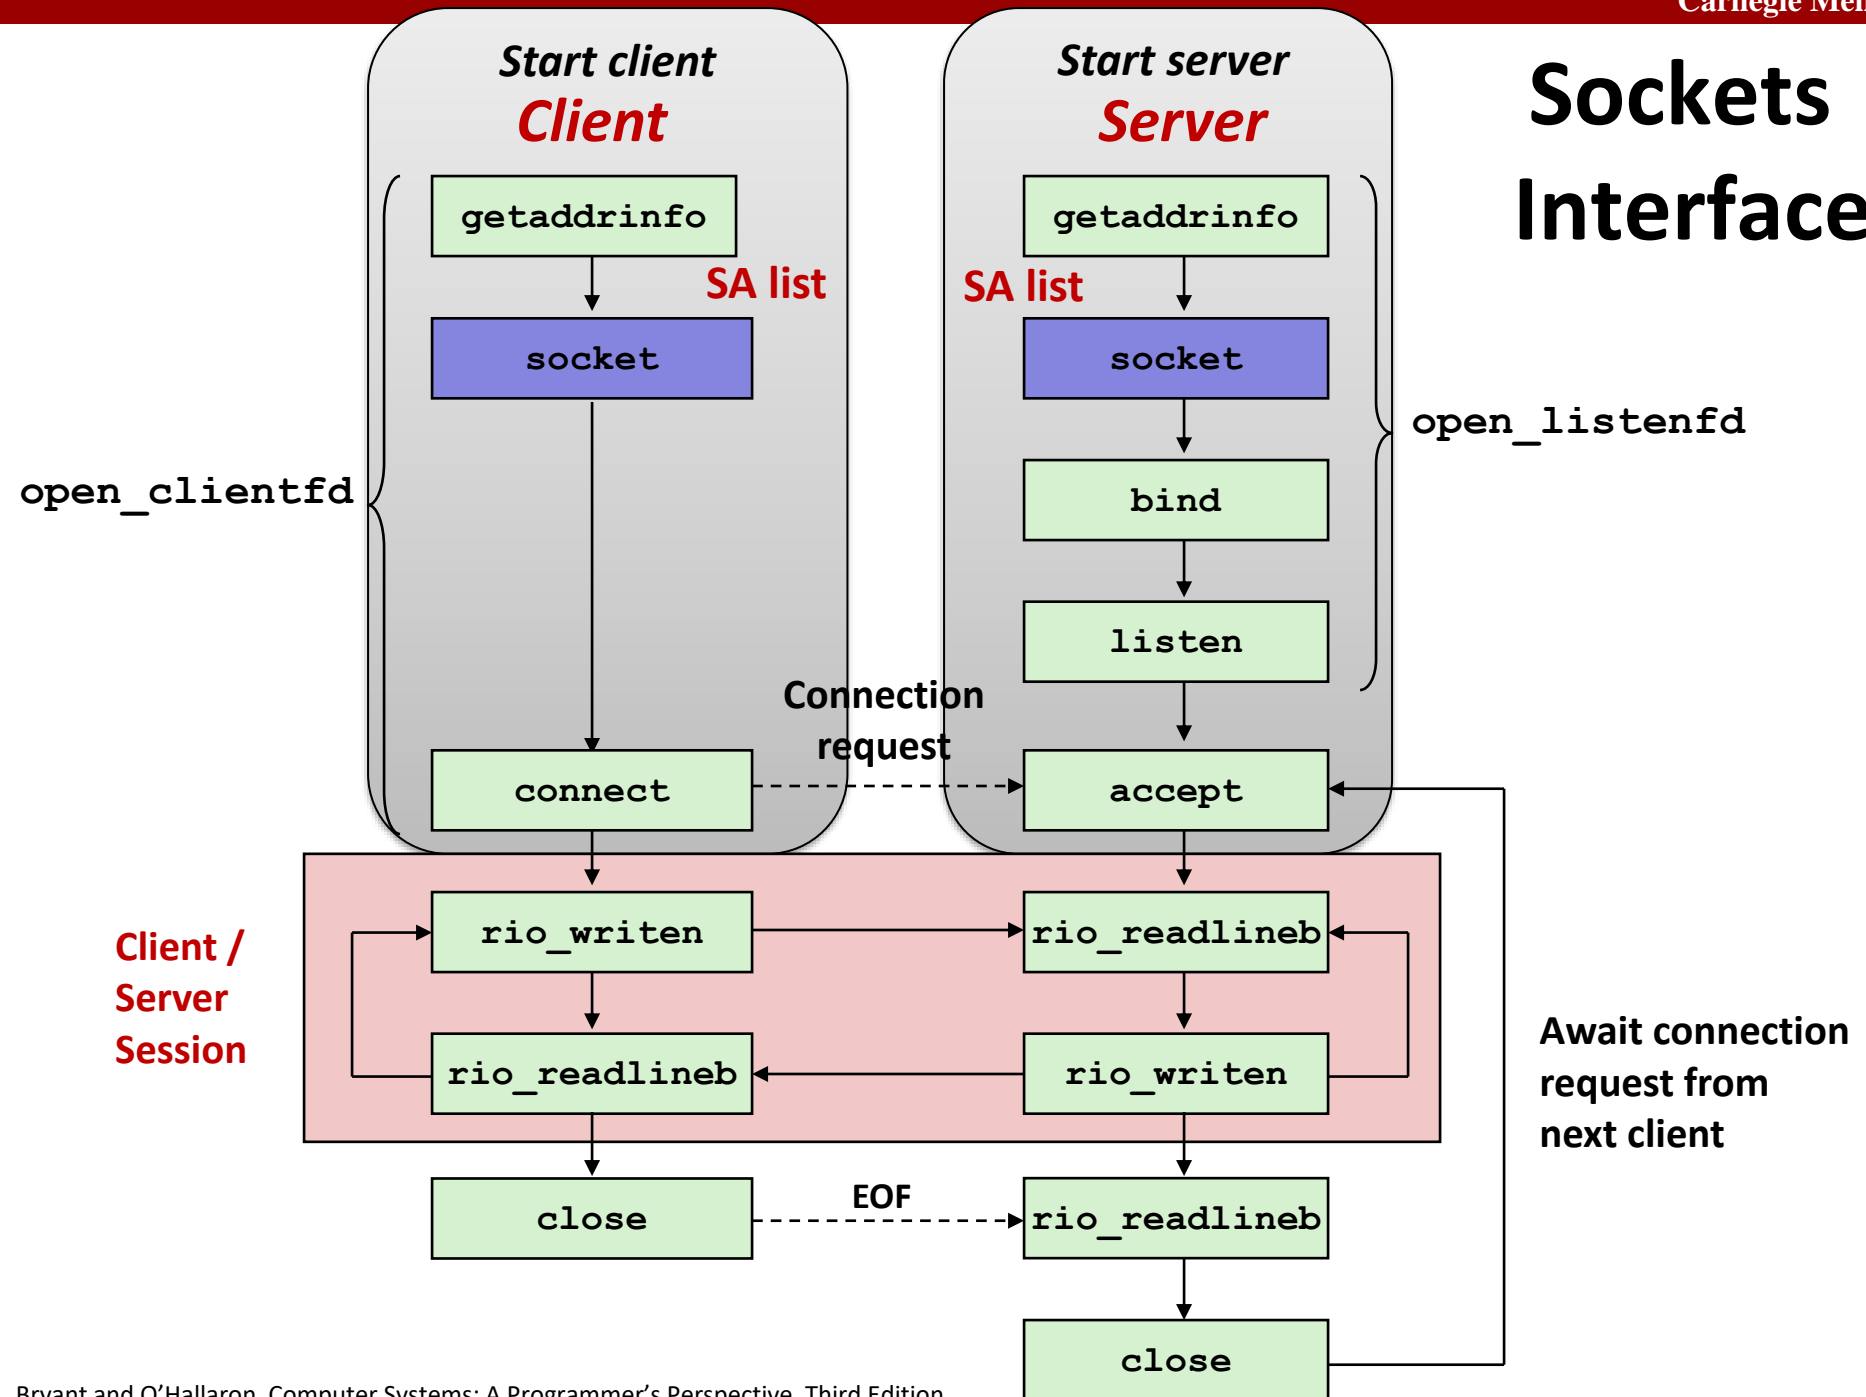 Start client
Client
Start server
Server
Sockets
Interface
getaddrinfo
getaddrinfo
SA list
SA list
socket
socket
open_listenfd
open_clientfd
bind
listen
Connection
request
connect
accept
Client /
Server
Session
rio_writen
rio_readlineb
rio_readlineb
rio_writen
Await connection
request from
next client
close
EOF
rio_readlineb
close
Bryant and O'Hallaron, Computer Systems: A Programmer's Perspective, Third Edition